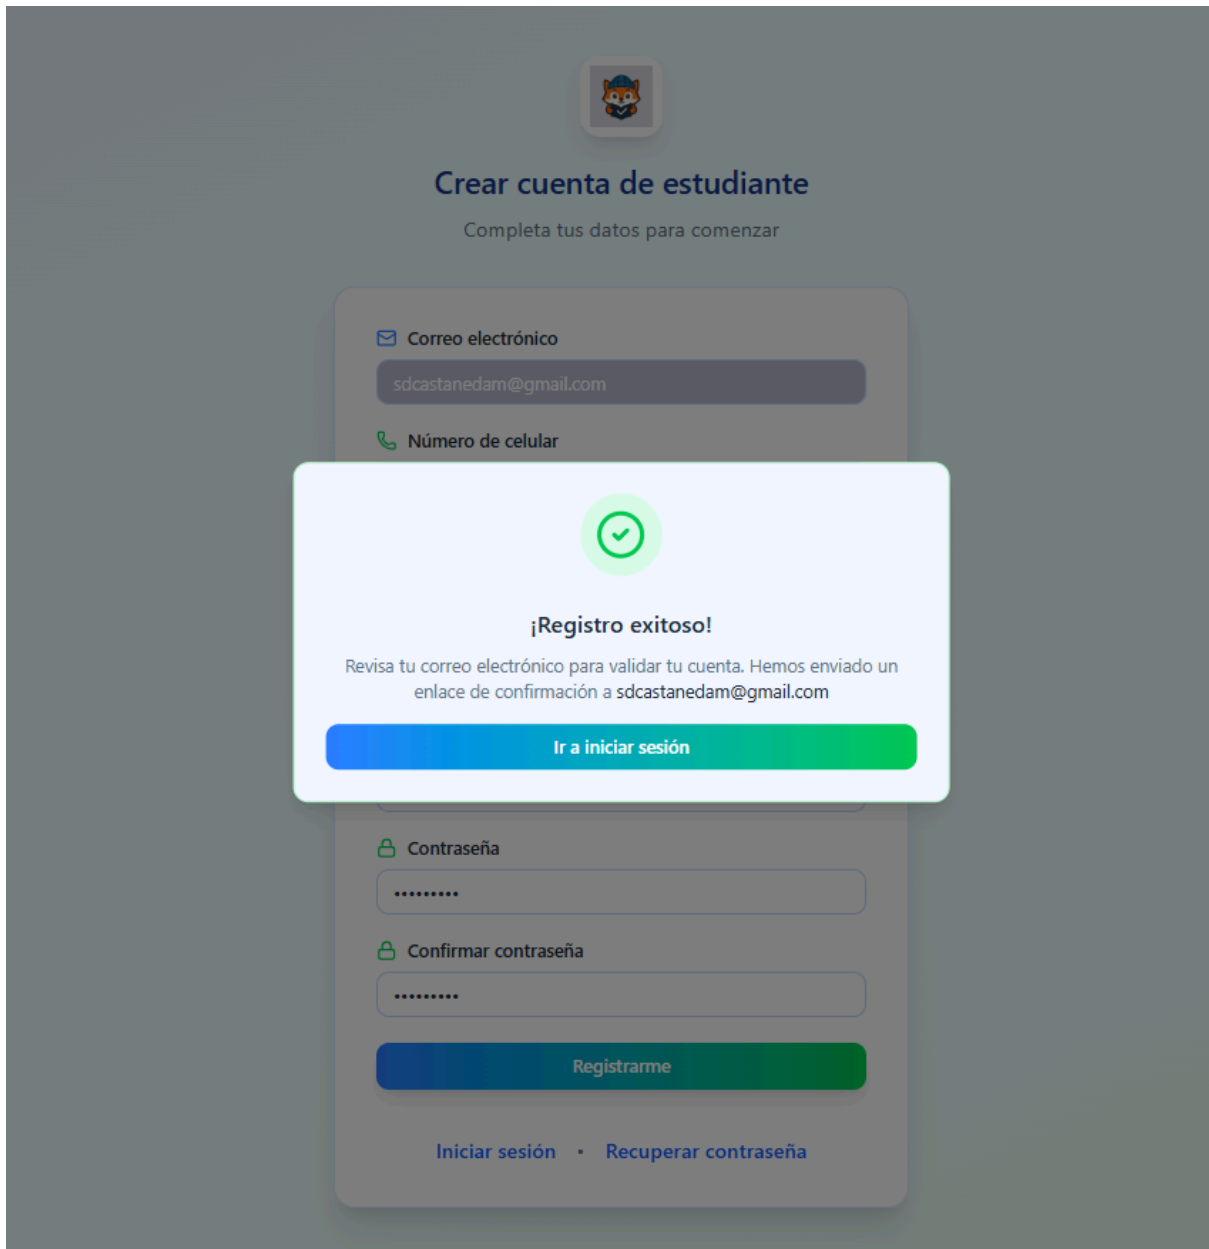 Crear cuenta de estudiante
Completa tus datos para comenzar
Correo electrónico
sdcastanedam@gmail.com
Número de celular
¡Registro exitoso!
Revisa tu correo electrónico para validar tu cuenta. Hemos enviado un
enlace de confirmación a sdcastanedam@gmail.com
Ir a iniciar sesión
Contraseña
•••••••••
Confirmar contraseña
•••••••••
Registrarme
Iniciar sesión • Recuperar contraseña